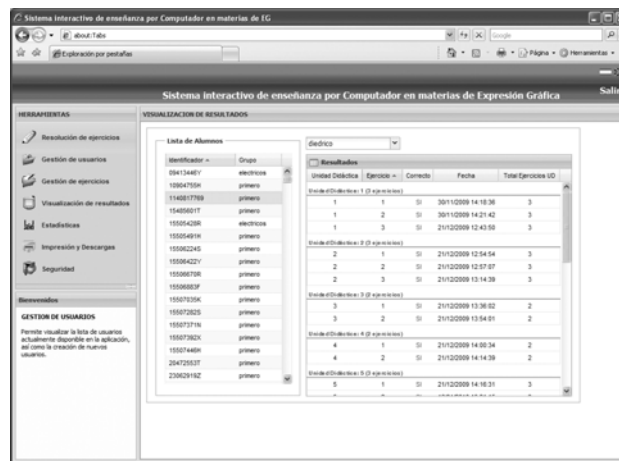 Sistema Interactivo de enseñanza por Computador en materias de EG
about:Tabs
Google
Exploración por pestañas
Página
Herramientas
Sistema interactivo de enseñanza por Computador en materias de Expresión Gráfica
Salir
HERRAMIENTAS
VISUALIZACION DE RESULTADOS
Resolución de ejercicios
Gestión de usuarios
Gestión de ejercicios
Visualización de resultados
Estadísticas
Impresión y Descargas
Seguridad
Bienvenidos
GESTION DE USUARIOS
Permite visualizar la lista de usuarios
actualmente disponible en la aplicación,
así como la creación de nuevos
usuarios.
Lista de Alumnos
Identificador Grupo
electricos
10904755H primero
1140817769 primero
15485601T primero
15505428R electricos
15505491H primero
15506224S primero
15506422Y primero
15506670R primero
15506883F primero
15507035K primero
15507282S primero
15507371N primero
15507392X primero
15507446H primero
20472553T primero
23062919Z primero
diedrico
Resultados
Unidad Didáctica Ejercicio Correcto Fecha Total Ejercicios UD
Unidad Didáctica: 1 (3 ejercicios)
1 1 SI 30/11/2009 14:18:36 3
1 2 SI 30/11/2009 14:21:42 3
1 3 SI 21/12/2009 12:43:50 3
Unidad Didáctica: 2 (3 ejercicios)
2 1 SI 21/12/2009 12:54:54 3
2 2 SI 21/12/2009 12:57:07 3
2 3 SI 21/12/2009 13:14:39 3
Unidad Didáctica: 3 (2 ejercicios)
3 1 SI 21/12/2009 13:36:02 2
3 2 SI 21/12/2009 13:54:01 2
Unidad Didáctica: 4 (2 ejercicios)
4 1 SI 21/12/2009 14:00:34 2
4 2 SI 21/12/2009 14:14:39 2
Unidad Didáctica: 5 (3 ejercicios)
5 1 SI 21/12/2009 14:16:31 3